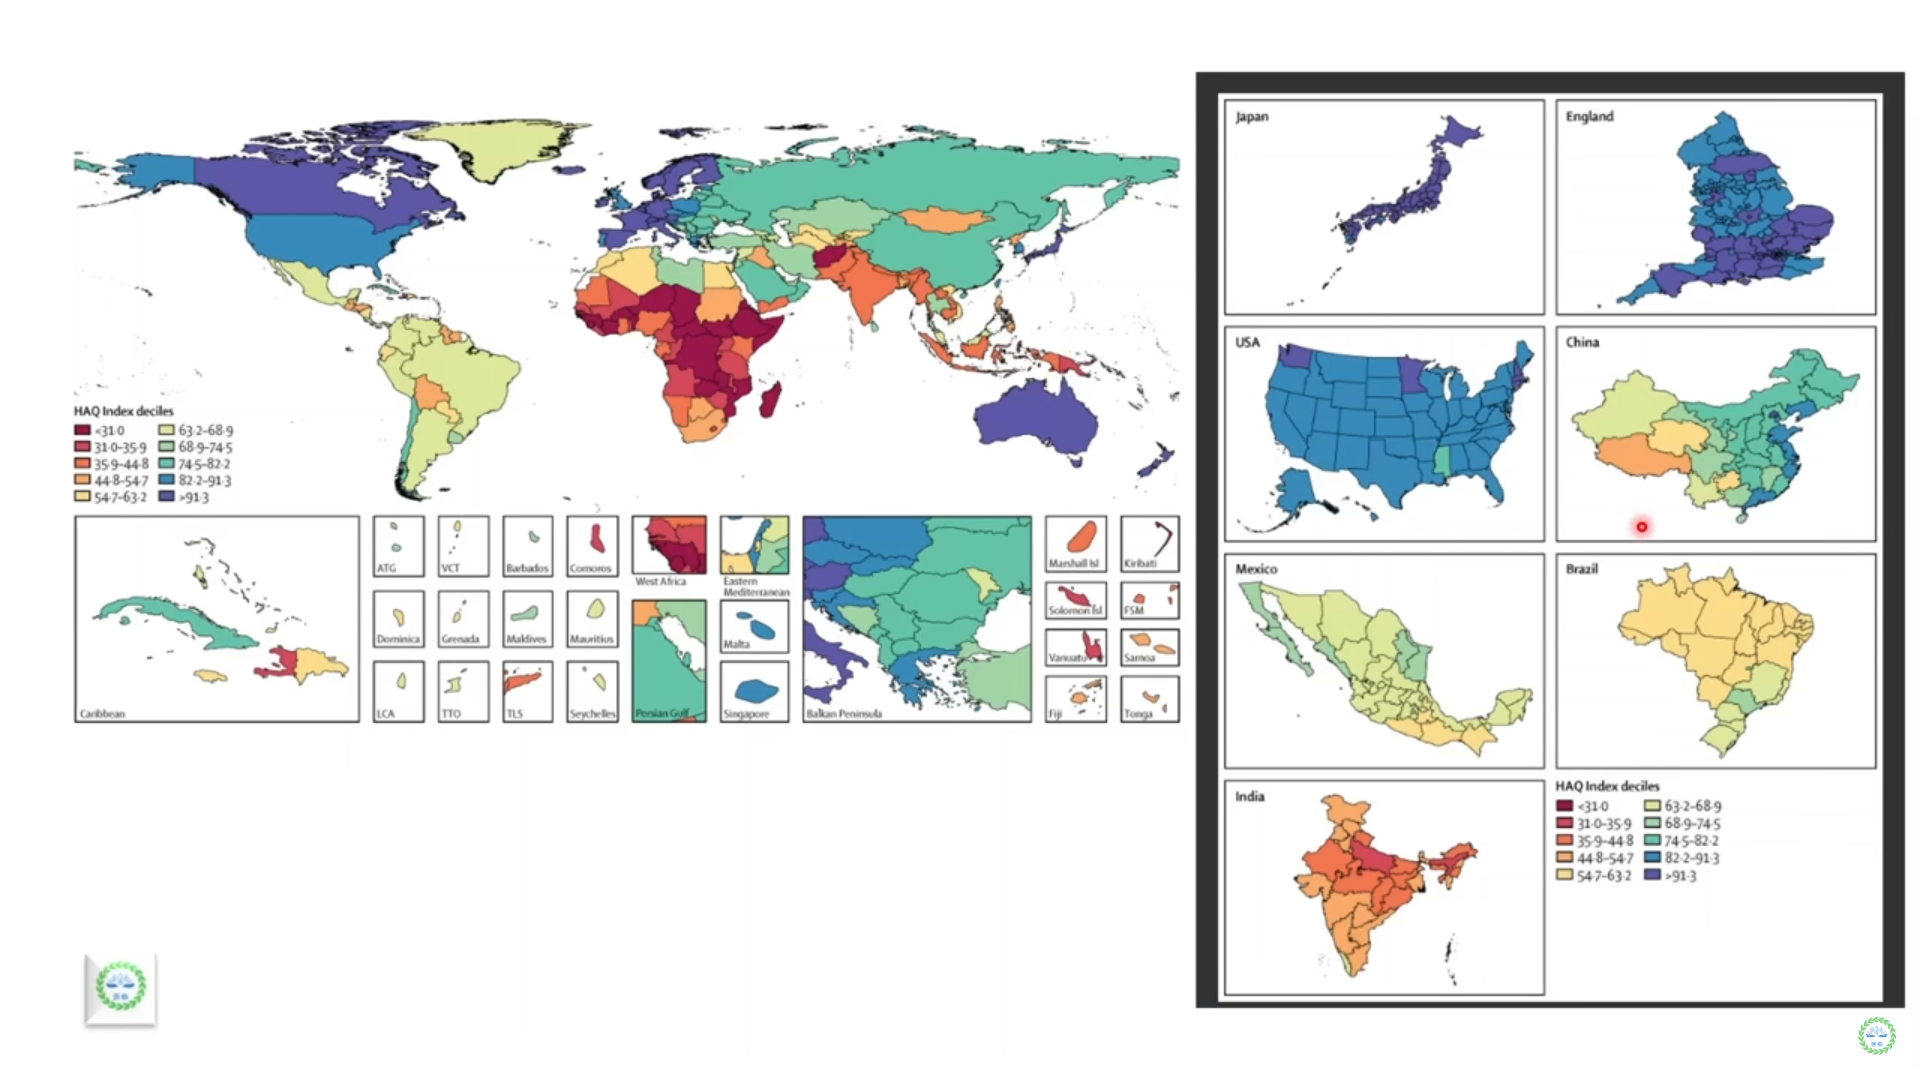 HAQ Index deciles
<31·0
31·0–35·9
35·9–44·8
44·8–54·7
54·7–63·2
63·2–68·9
68·9–74·5
74·5–82·2
82·2–91·3
>91·3
Caribbean
ATG
VCT
Barbados
Comoros
Dominica
Grenada
Maldives
Mauritius
LCA
TTO
TLS
Seychelles
West Africa
Eastern
Mediterranean
Persian Gulf
Malta
Singapore
Balkan Peninsula
Marshall Isl
Kiribati
Solomon Isl
FSM
Vanuatu
Samoa
Fiji
Tonga
Japan
England
USA
China
Mexico
Brazil
India
HAQ Index deciles
<31·0
31·0–35·9
35·9–44·8
44·8–54·7
54·7–63·2
63·2–68·9
68·9–74·5
74·5–82·2
82·2–91·3
>91·3